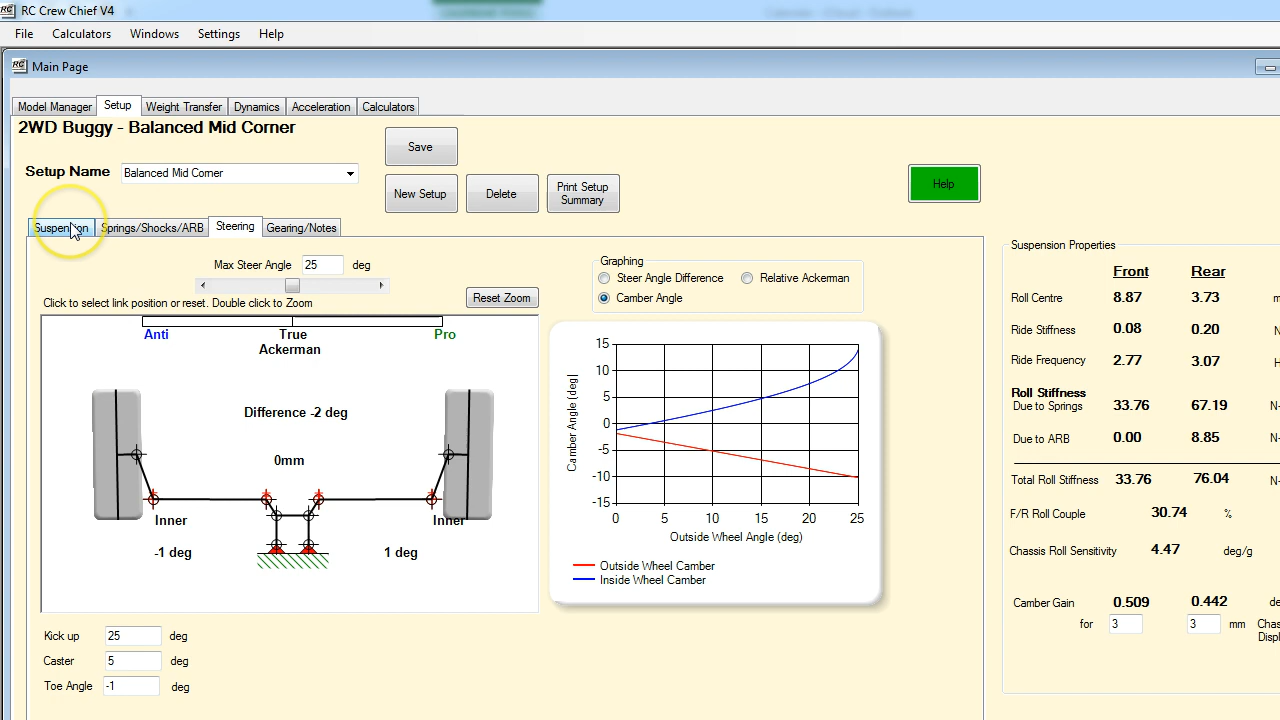 RC Crew Chief V4
File Calculators Windows Settings Help
RC Main Page
Model Manager Setup Weight Transfer Dynamics Acceleration Calculators
2WD Buggy - Balanced Mid Corner
Save
Setup Name Balanced Mid Corner
New Setup Delete Print Setup Summary
Help
Suspension Springs/Shocks/ARB Steering Gearing/Notes
Max Steer Angle 25 deg
Click to select link position or reset. Double click to Zoom
Reset Zoom
Anti True Pro
Ackerman
Difference -2 deg
0mm
Inner Inner
-1 deg 1 deg
Kick up 25 deg
Caster 5 deg
Toe Angle -1 deg
Graphing
Steer Angle Difference Relative Ackerman
Camber Angle
15
10
5
0
-5
-10
-15
Camber Angle (deg)
0 5 10 15 20 25
Outside Wheel Angle (deg)
Outside Wheel Camber
Inside Wheel Camber
Suspension Properties
Front Rear
Roll Centre 8.87 3.73
Ride Stiffness 0.08 0.20 N
Ride Frequency 2.77 3.07 H
Roll Stiffness
Due to Springs 33.76 67.19 N-
Due to ARB 0.00 8.85 N-
Total Roll Stiffness 33.76 76.04 N-
F/R Roll Couple 30.74 %
Chassis Roll Sensitivity 4.47 deg/g
Camber Gain 0.509 0.442 de
for 3 3 mm Chas
Displ